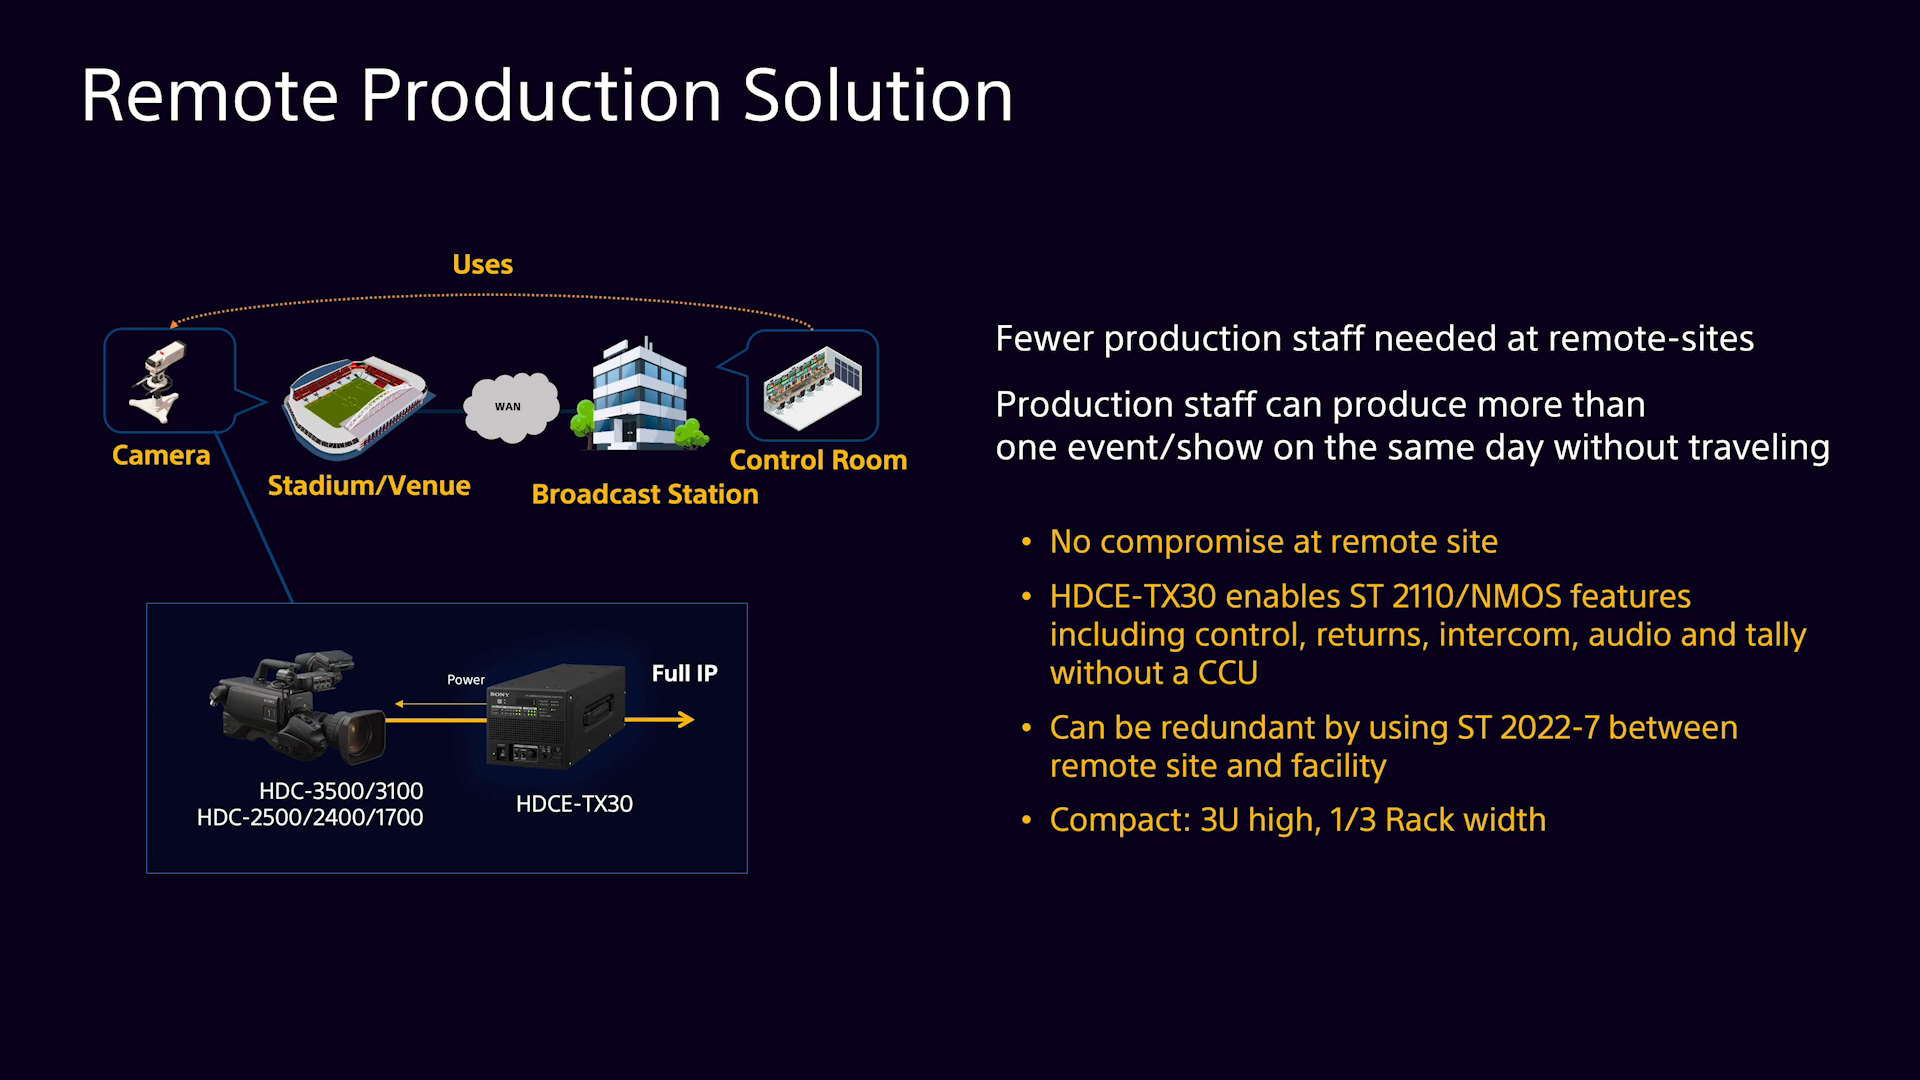 Remote Production Solution
Uses
WAN
Camera
Stadium/Venue
Broadcast Station
Control Room
Power
SONY
Full IP
HDC-3500/3100
HDC-2500/2400/1700
HDCE-TX30
Fewer production staff needed at remote-sites
Production staff can produce more than
one event/show on the same day without traveling
• No compromise at remote site
• HDCE-TX30 enables ST 2110/NMOS features
including control, returns, intercom, audio and tally
without a CCU
• Can be redundant by using ST 2022-7 between
remote site and facility
• Compact: 3U high, 1/3 Rack width